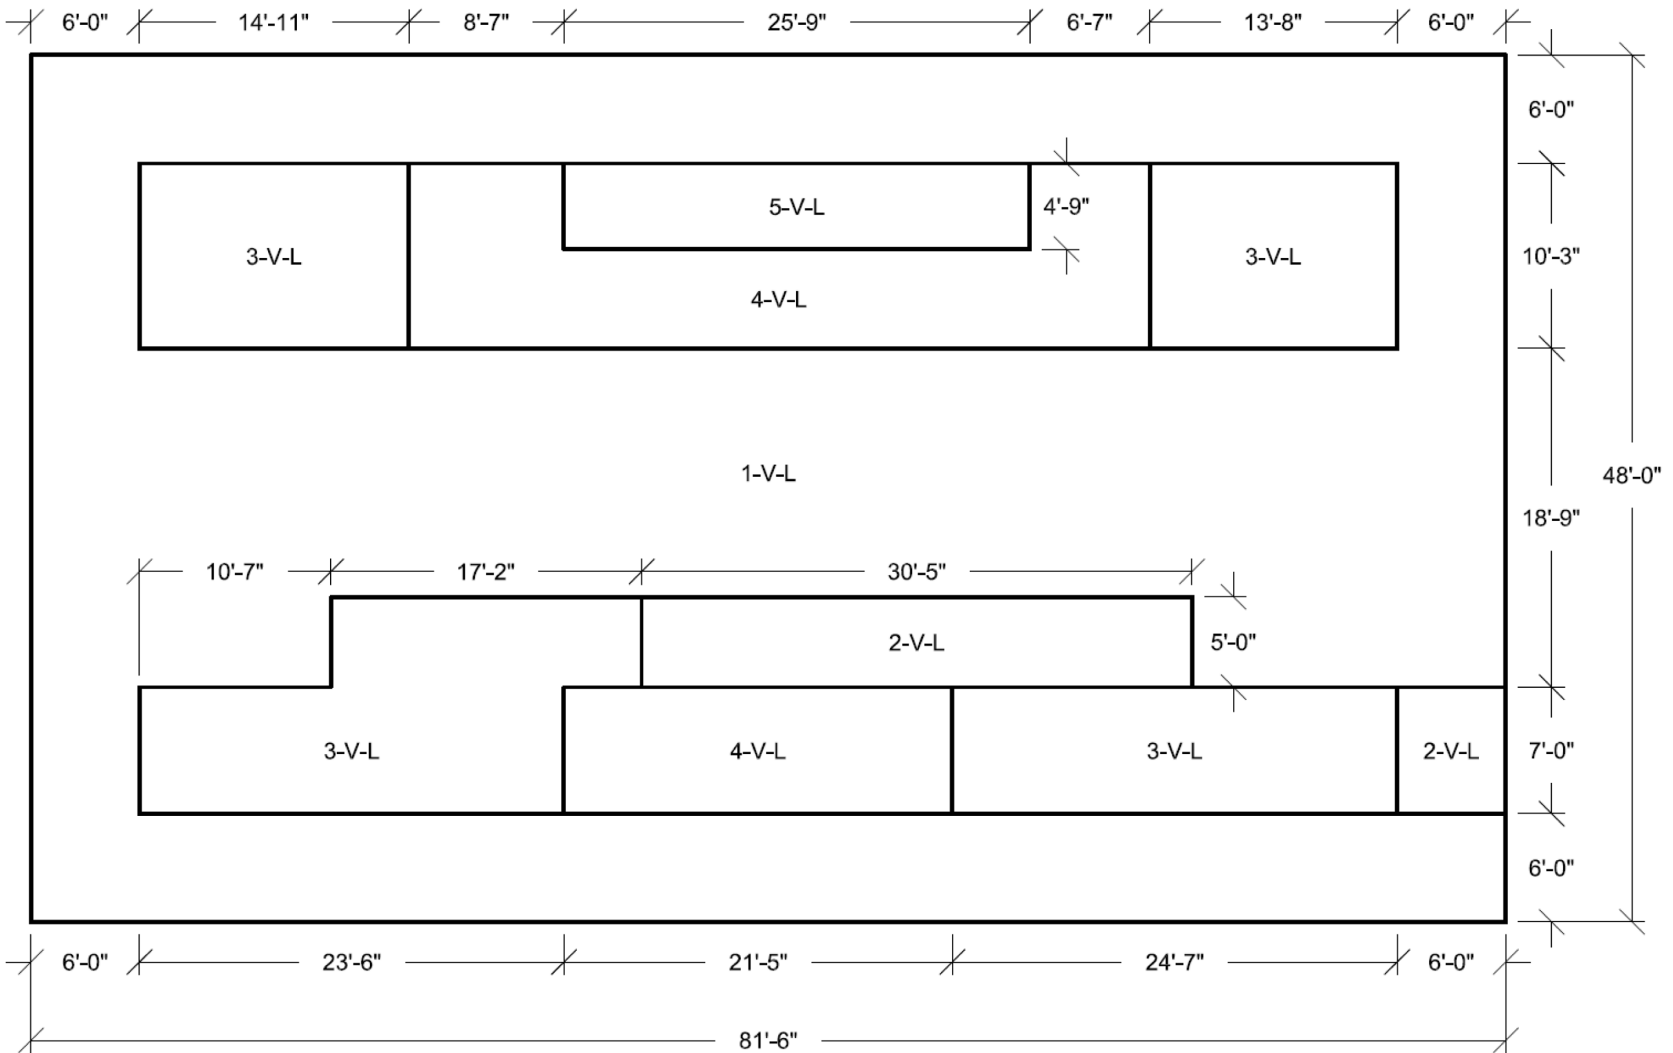 6'-0" 14'-11" 8'-7" 25'-9" 6'-7" 13'-8" 6'-0"
6'-0"
5-V-L 4'-9"
3-V-L 3-V-L 10'-3"
4-V-L
1-V-L 48'-0"
18'-9"
10'-7" 17'-2" 30'-5"
2-V-L 5'-0"
3-V-L 4-V-L 3-V-L 2-V-L 7'-0"
6'-0"
6'-0" 23'-6" 21'-5" 24'-7" 6'-0"
81'-6"